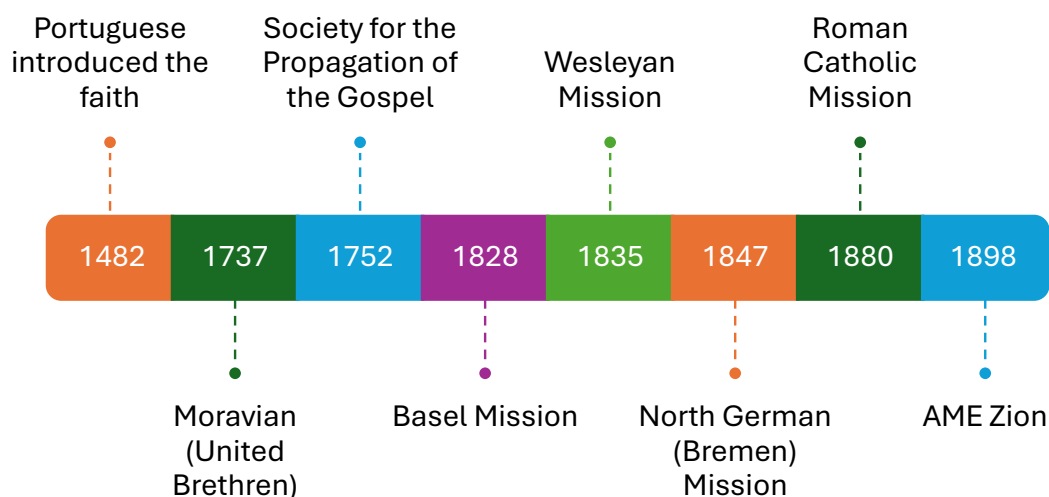 Portuguese
introduced the
faith
Society for the
Propagation of
the Gospel
Wesleyan
Mission
Roman
Catholic
Mission
1482
1737
1752
1828
1835
1847
1880
1898
Moravian
(United
Brethren)
Basel Mission
North German
(Bremen)
Mission
AME Zion